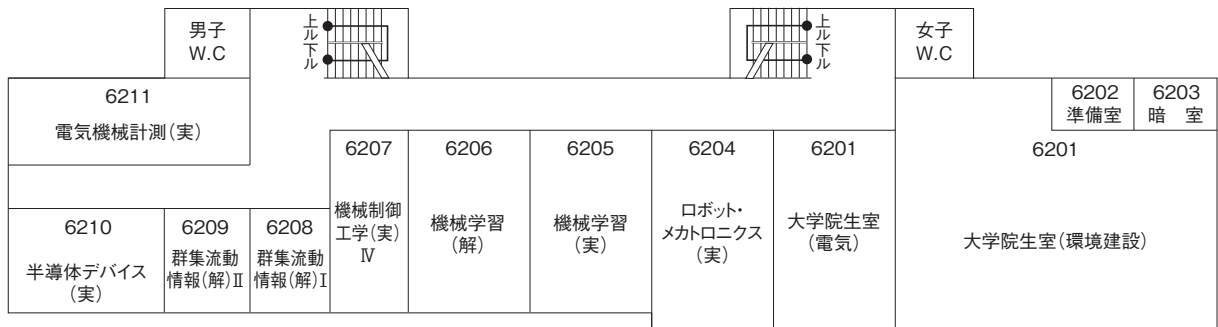 男子
W.C
上ル
下ル
上ル
下ル
女子
W.C
6211
電気機械計測(実)
6202
準備室
6203
暗 室
6207
機械制御
工学(実)
Ⅳ
6206
機械学習
(解)
6205
機械学習
(実)
6204
ロボット・
メカトロニクス
(実)
6201
大学院生室
(電気)
6201
大学院生室(環境建設)
6210
半導体デバイス
(実)
6209
群集流動
情報(解)Ⅱ
6208
群集流動
情報(解)Ⅰ